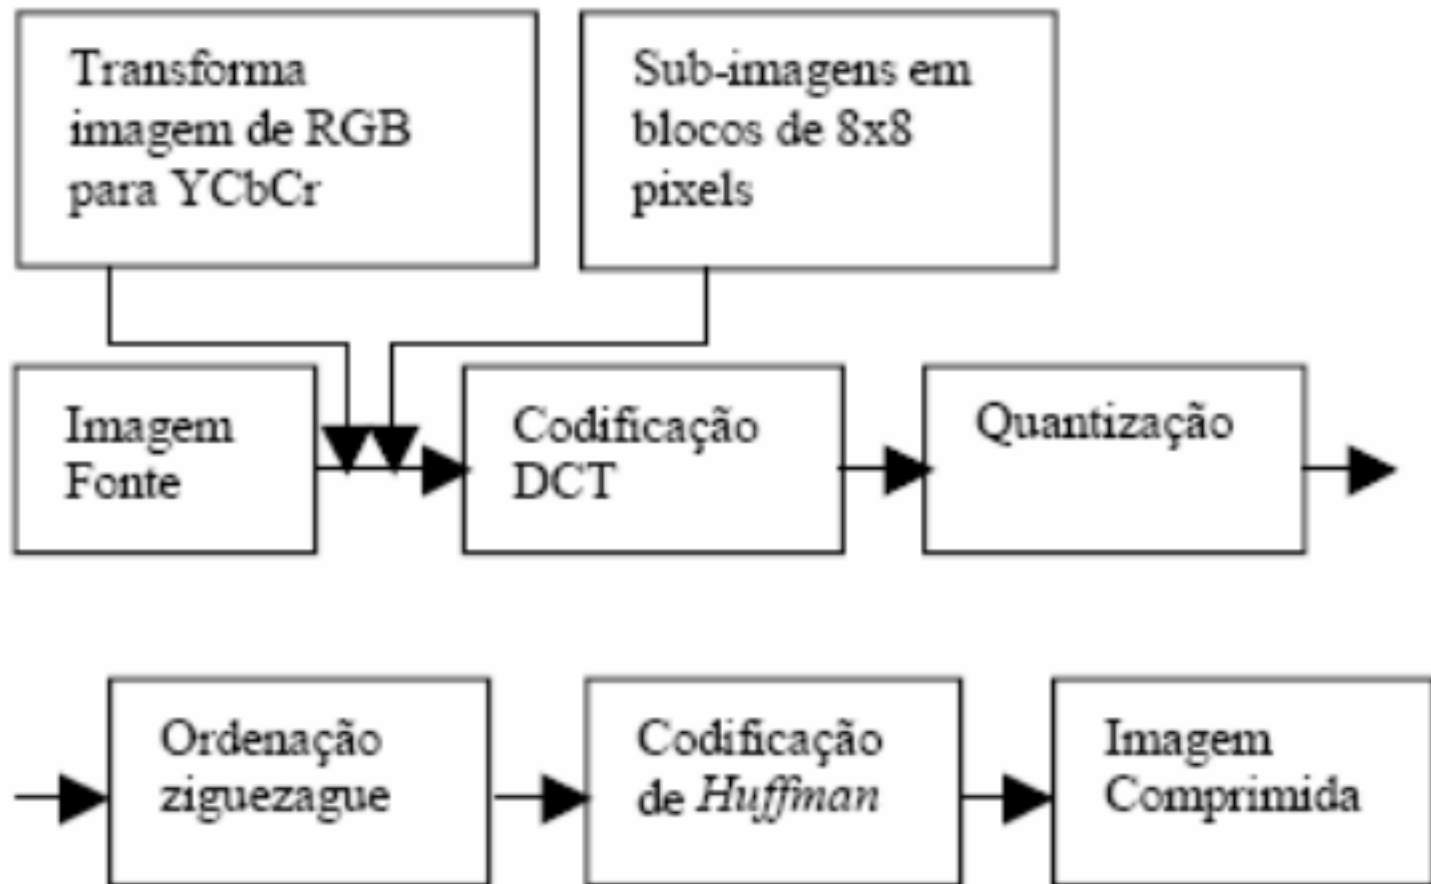 Transforma
imagem de RGB
para YCbCr
Sub-imagens em
blocos de 8x8
pixels
Imagem
Fonte
Codificação
DCT
Quantização
Ordenação
ziguezague
Codificação
de Huffman
Imagem
Comprimida